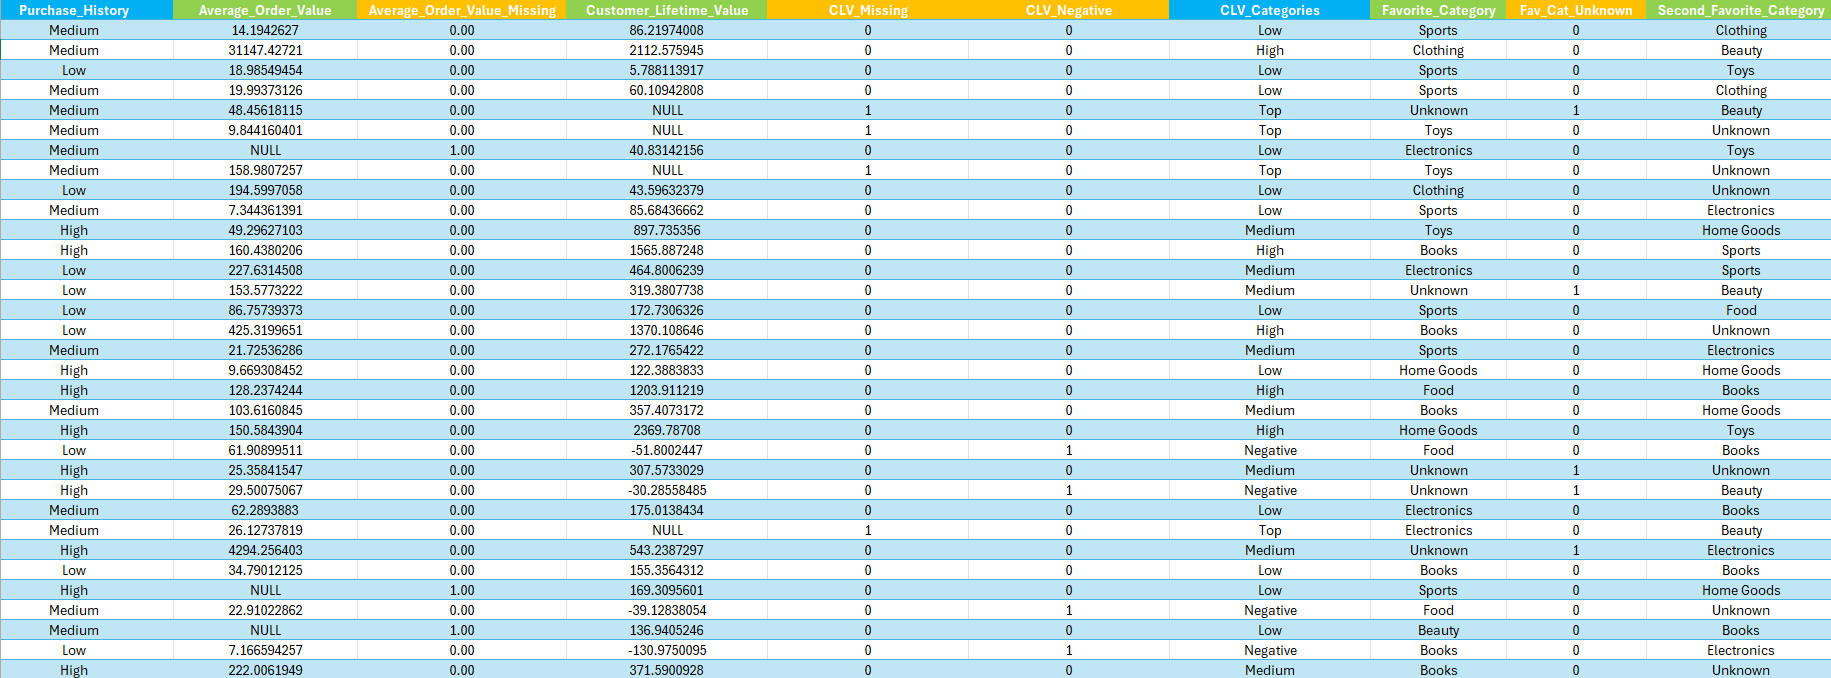 Purchase_History Average_Order_Value Average_Order_Value_Missing Customer_Lifetime_Value CLV_Missing CLV_Negative CLV_Categories Favorite_Category Fav_Cat_Unknown Second_Favorite_Category
Medium 14.1942627 0.00 86.21974008 0 0 Low Sports 0 Clothing
Medium 31147.42721 0.00 2112.575945 0 0 High Clothing 0 Beauty
Low 18.98549454 0.00 5.788113917 0 0 Low Sports 0 Toys
Medium 19.99373126 0.00 60.10942808 0 0 Low Sports 0 Clothing
Medium 48.45618115 0.00 NULL 1 0 Top Unknown 1 Beauty
Medium 9.844160401 0.00 NULL 1 0 Top Toys 0 Unknown
Medium NULL 1.00 40.83142156 0 0 Low Electronics 0 Toys
Medium 158.9807257 0.00 NULL 1 0 Top Toys 0 Unknown
Low 194.5997058 0.00 43.59632379 0 0 Low Clothing 0 Unknown
Medium 7.344361391 0.00 85.68436662 0 0 Low Sports 0 Electronics
High 49.29627103 0.00 897.735356 0 0 Medium Toys 0 Home Goods
High 160.4380206 0.00 1565.887248 0 0 High Books 0 Sports
Low 227.6314508 0.00 464.8006239 0 0 Medium Electronics 0 Sports
Low 153.5773222 0.00 319.3807738 0 0 Medium Unknown 1 Beauty
Low 86.75739373 0.00 172.7306326 0 0 Low Sports 0 Food
Low 425.3199651 0.00 1370.108646 0 0 High Books 0 Unknown
Medium 21.72536286 0.00 272.1765422 0 0 Medium Sports 0 Electronics
High 9.669308452 0.00 122.3883833 0 0 Low Home Goods 0 Home Goods
High 128.2374244 0.00 1203.911219 0 0 High Food 0 Books
Medium 103.6160845 0.00 357.4073172 0 0 Medium Books 0 Home Goods
High 150.5843904 0.00 2369.78708 0 0 High Home Goods 0 Toys
Low 61.90899511 0.00 -51.8002447 0 1 Negative Food 0 Books
High 25.35841547 0.00 307.5733029 0 0 Medium Unknown 1 Unknown
High 29.50075067 0.00 -30.28558485 0 1 Negative Unknown 1 Beauty
Medium 62.2893883 0.00 175.0138434 0 0 Low Electronics 0 Books
Medium 26.12737819 0.00 NULL 1 0 Top Electronics 0 Beauty
High 4294.256403 0.00 543.2387297 0 0 Medium Unknown 1 Electronics
Low 34.79012125 0.00 155.3564312 0 0 Low Books 0 Books
High NULL 1.00 169.3095601 0 0 Low Sports 0 Home Goods
Medium 22.91022862 0.00 -39.12838054 0 1 Negative Food 0 Unknown
Medium NULL 1.00 136.9405246 0 0 Low Beauty 0 Books
Low 7.166594257 0.00 -130.9750095 0 1 Negative Books 0 Electronics
High 222.0061949 0.00 371.5900928 0 0 Medium Books 0 Unknown